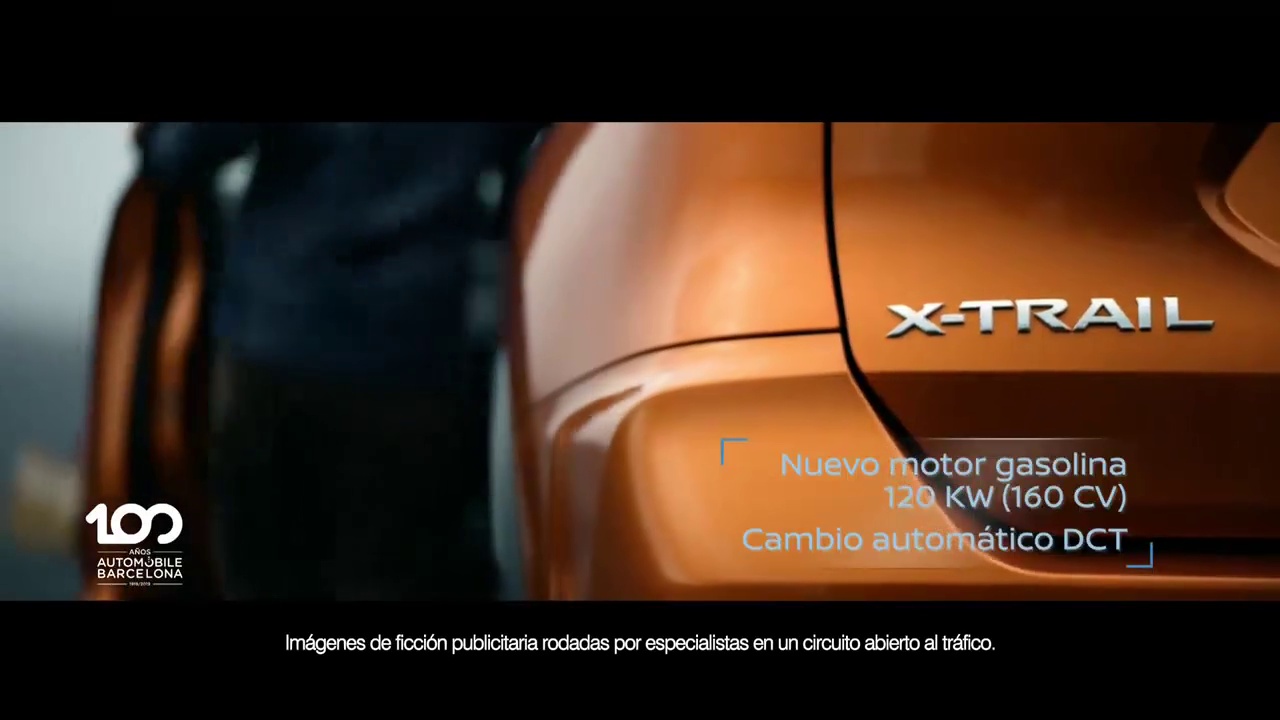 X-TRAIL
Nuevo motor gasolina
120 KW (160 CV)
Cambio automático DCT
100
AÑOS
AUTOMOBILE
BARCELONA
1919/2019
Imágenes de ficción publicitaria rodadas por especialistas en un circuito abierto al tráfico.